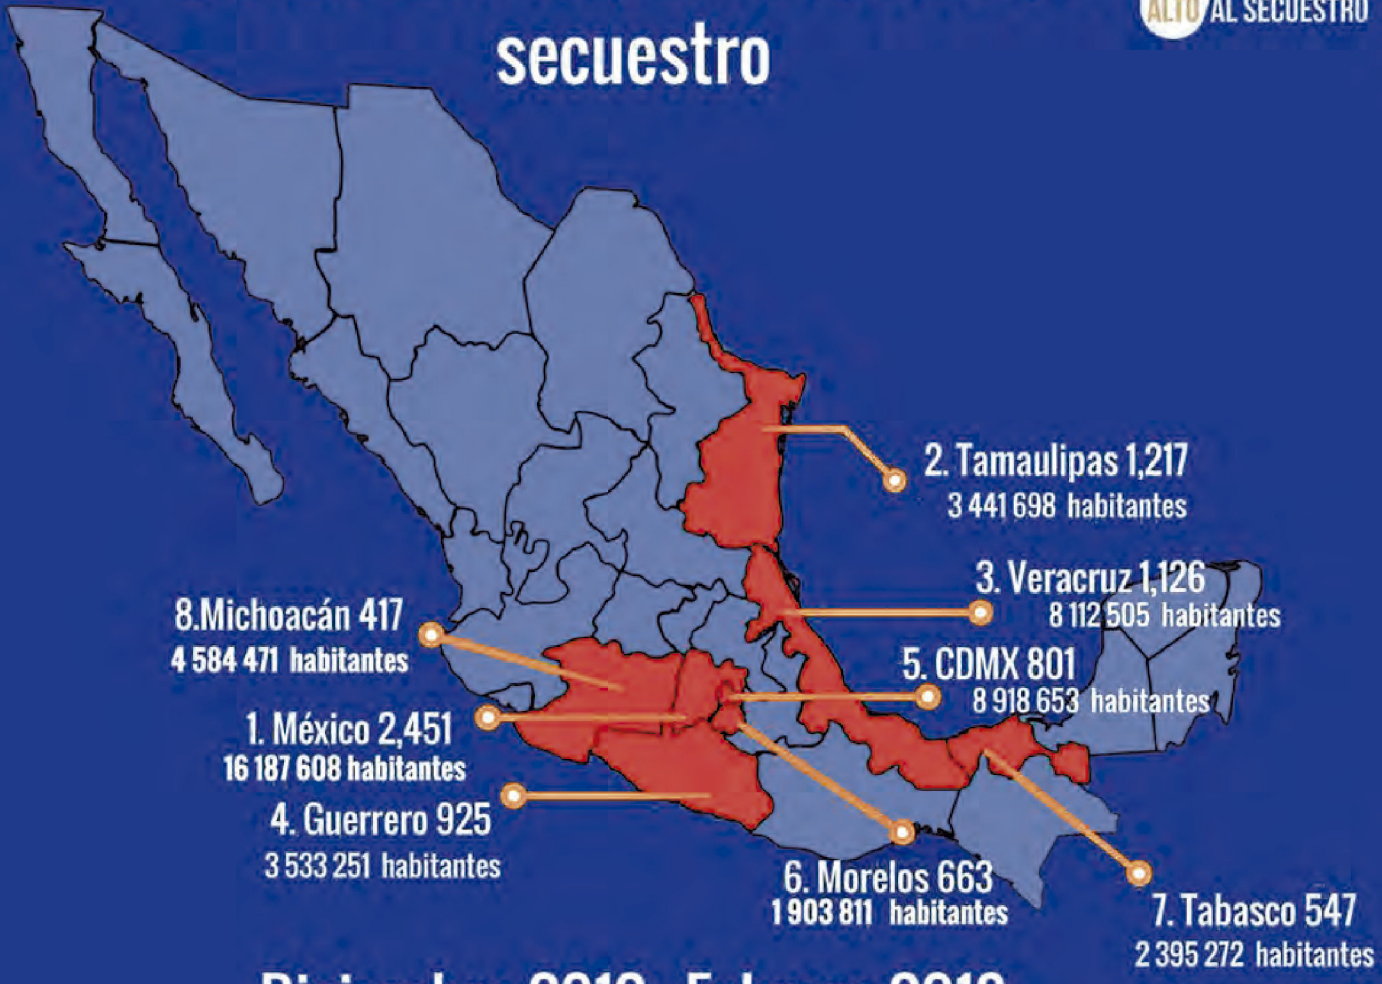 ALTO AL SECUESTRO
secuestro
2. Tamaulipas 1,217
3 441 698 habitantes
3. Veracruz 1,126
8 112 505 habitantes
8.Michoacán 417
4 584 471 habitantes
5. CDMX 801
8 918 653 habitantes
1. México 2,451
16 187 608 habitantes
4. Guerrero 925
3 533 251 habitantes
6. Morelos 663
1 903 811 habitantes
7. Tabasco 547
2 395 272 habitantes